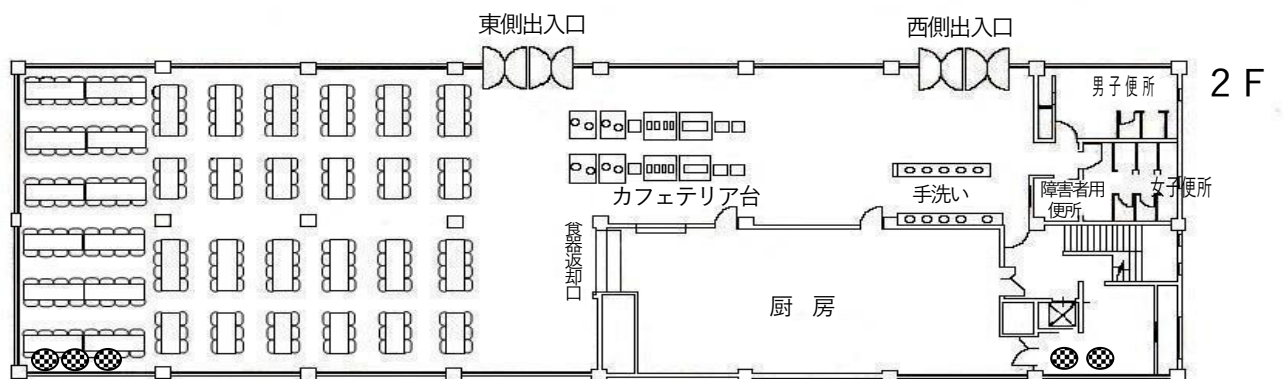 東側出入口
西側出入口
男子便所
2F
カフェテリア台
手洗い
障害者用
便所
女子便所
食器返却口
厨 房